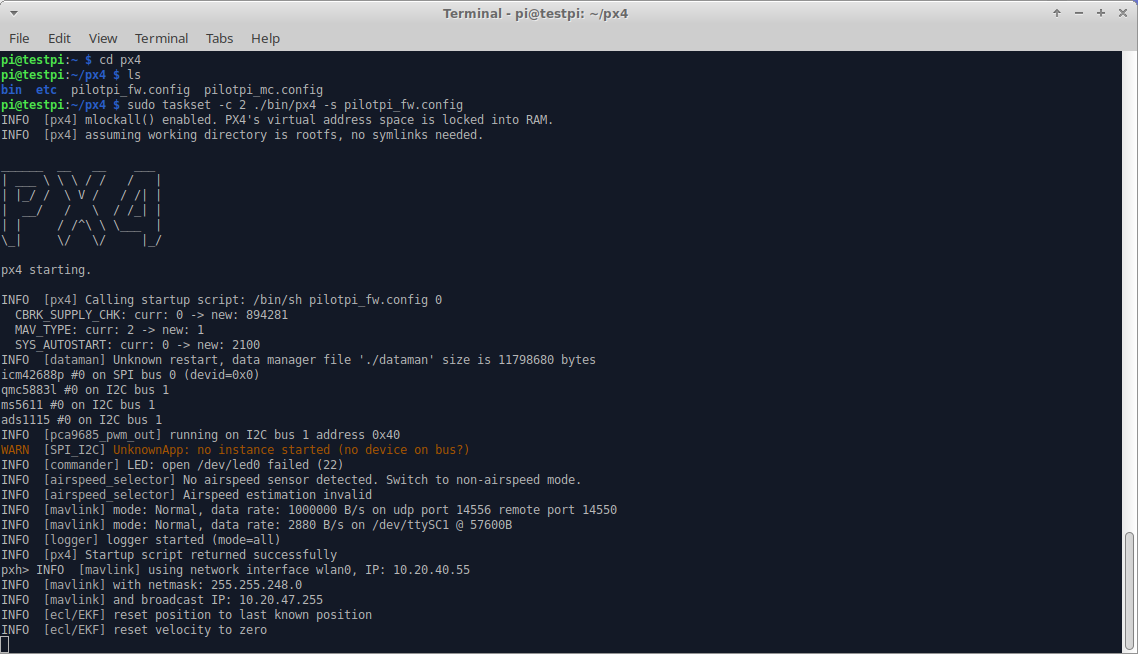 Terminal - pi@testpi: ~/px4
File Edit View Terminal Tabs Help
pi@testpi:~ $ cd px4
pi@testpi:~/px4 $ ls
bin  etc  pilotpi_fw.config  pilotpi_mc.config
pi@testpi:~/px4 $ sudo taskset -c 2 ./bin/px4 -s pilotpi_fw.config
INFO  [px4] mlockall() enabled. PX4's virtual address space is locked into RAM.
INFO  [px4] assuming working directory is rootfs, no symlinks needed.
______  __   __    ___
| ___ \ \ \ / /   /   |
| |_/ /  \ V /   / /| |
|  __/   /   \  / /_| |
| |     / /^\ \ \___  |
\_|     \/   \/     |_/
px4 starting.
INFO  [px4] Calling startup script: /bin/sh pilotpi_fw.config 0
  CBRK_SUPPLY_CHK: curr: 0 -> new: 894281
  MAV_TYPE: curr: 2 -> new: 1
  SYS_AUTOSTART: curr: 0 -> new: 2100
INFO  [dataman] Unknown restart, data manager file './dataman' size is 11798680 bytes
icm42688p #0 on SPI bus 0 (devid=0x0)
qmc5883l #0 on I2C bus 1
ms5611 #0 on I2C bus 1
ads1115 #0 on I2C bus 1
INFO  [pca9685_pwm_out] running on I2C bus 1 address 0x40
WARN  [SPI_I2C] UnknownApp: no instance started (no device on bus?)
INFO  [commander] LED: open /dev/led0 failed (22)
INFO  [airspeed_selector] No airspeed sensor detected. Switch to non-airspeed mode.
INFO  [airspeed_selector] Airspeed estimation invalid
INFO  [mavlink] mode: Normal, data rate: 1000000 B/s on udp port 14556 remote port 14550
INFO  [mavlink] mode: Normal, data rate: 2880 B/s on /dev/ttySC1 @ 57600B
INFO  [logger] logger started (mode=all)
INFO  [px4] Startup script returned successfully
pxh> INFO  [mavlink] using network interface wlan0, IP: 10.20.40.55
INFO  [mavlink] with netmask: 255.255.248.0
INFO  [mavlink] and broadcast IP: 10.20.47.255
INFO  [ecl/EKF] reset position to last known position
INFO  [ecl/EKF] reset velocity to zero